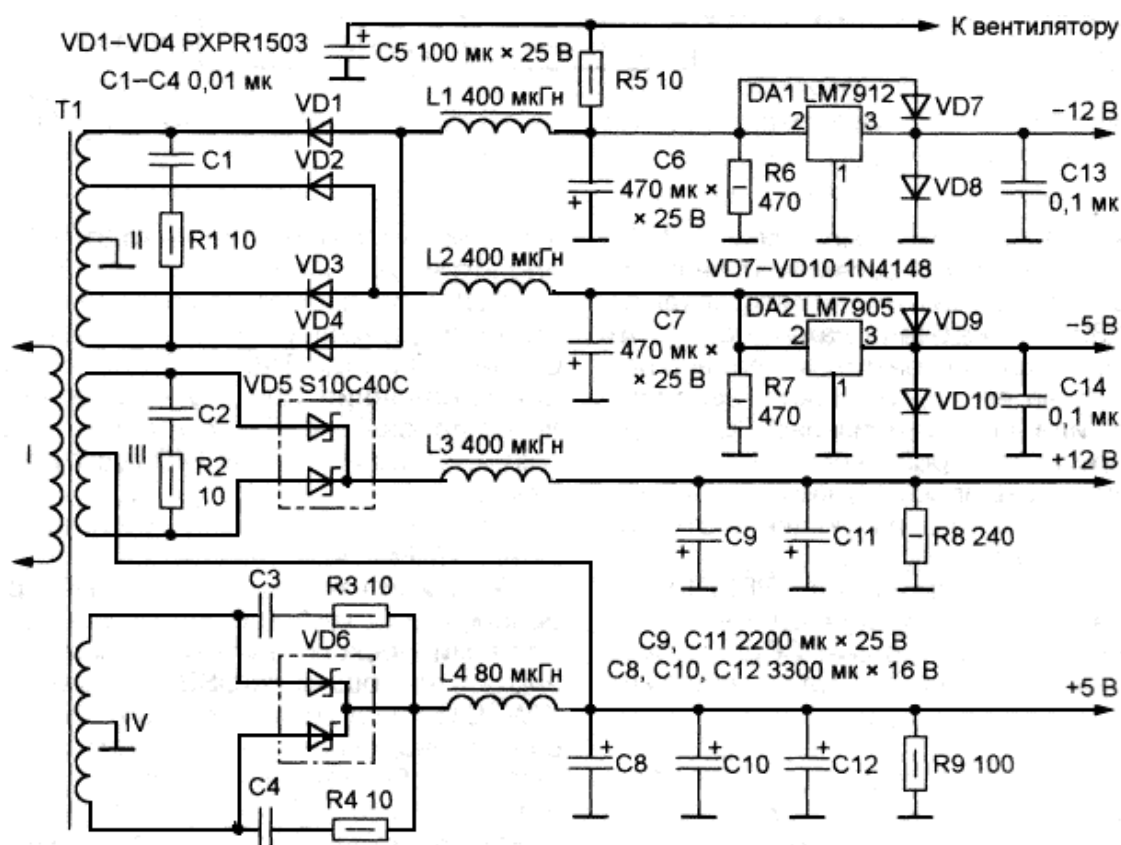 К вентилятору
VD1–VD4 PXPR1503
C1–C4 0,01 мк
+
C5 100 мк × 25 В
R5 10
T1
VD1
L1 400 мкГн
DA1 LM7912
2
3
1
VD7
−12 В
C1
VD2
C6
470 мк ×
× 25 В
+
R6
470
VD8
C13
0,1 мк
II
R1 10
VD3
L2 400 мкГн
VD7–VD10 1N4148
DA2 LM7905
2
3
1
VD9
−5 В
VD4
C7
470 мк ×
× 25 В
+
R7
470
VD10
C14
0,1 мк
VD5 S10C40C
C2
I
III
R2
10
L3 400 мкГн
+12 В
+
C9
+
C11
R8 240
C3
R3 10
VD6
C9, C11 2200 мк × 25 В
C8, C10, C12 3300 мк × 16 В
L4 80 мкГн
+5 В
IV
+
C8
+
C10
+
C12
R9 100
C4
R4 10